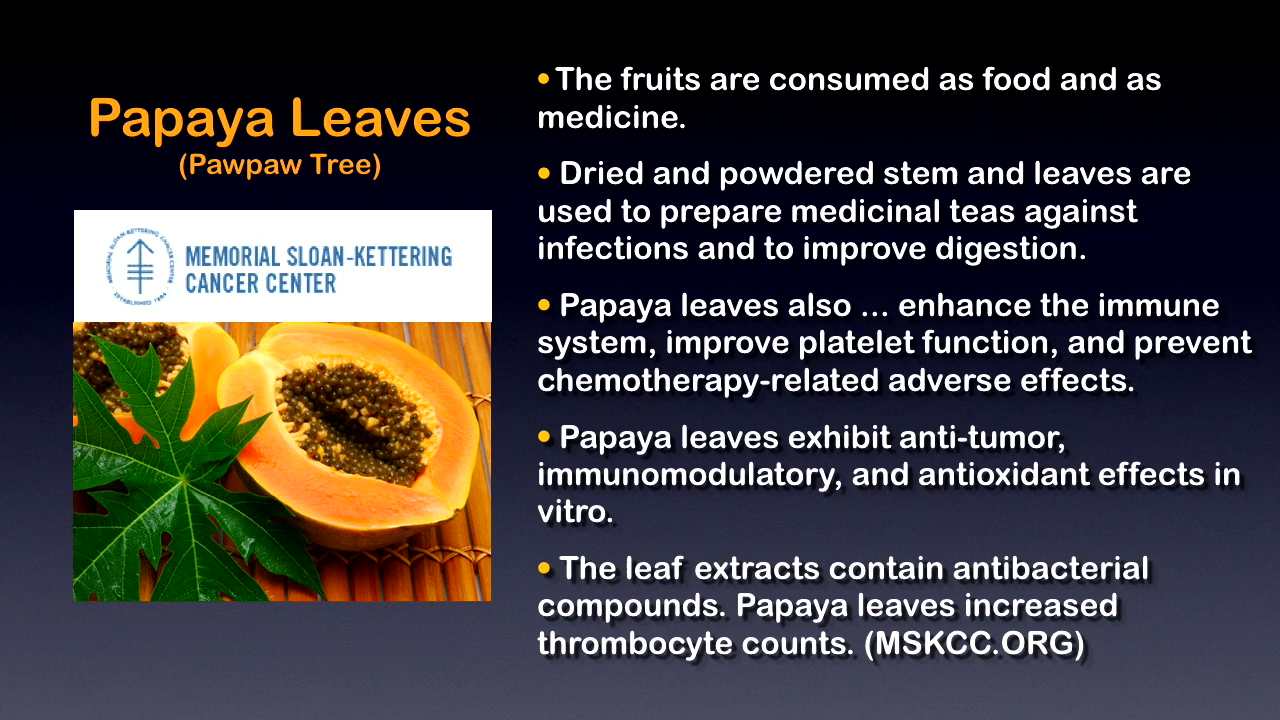 Papaya Leaves
(Pawpaw Tree)
MEMORIAL SLOAN-KETTERING
CANCER CENTER
• The fruits are consumed as food and as
medicine.
• Dried and powdered stem and leaves are
used to prepare medicinal teas against
infections and to improve digestion.
• Papaya leaves also ... enhance the immune
system, improve platelet function, and prevent
chemotherapy-related adverse effects.
• Papaya leaves exhibit anti-tumor,
immunomodulatory, and antioxidant effects in
vitro.
• The leaf extracts contain antibacterial
compounds. Papaya leaves increased
thrombocyte counts. (MSKCC.ORG)